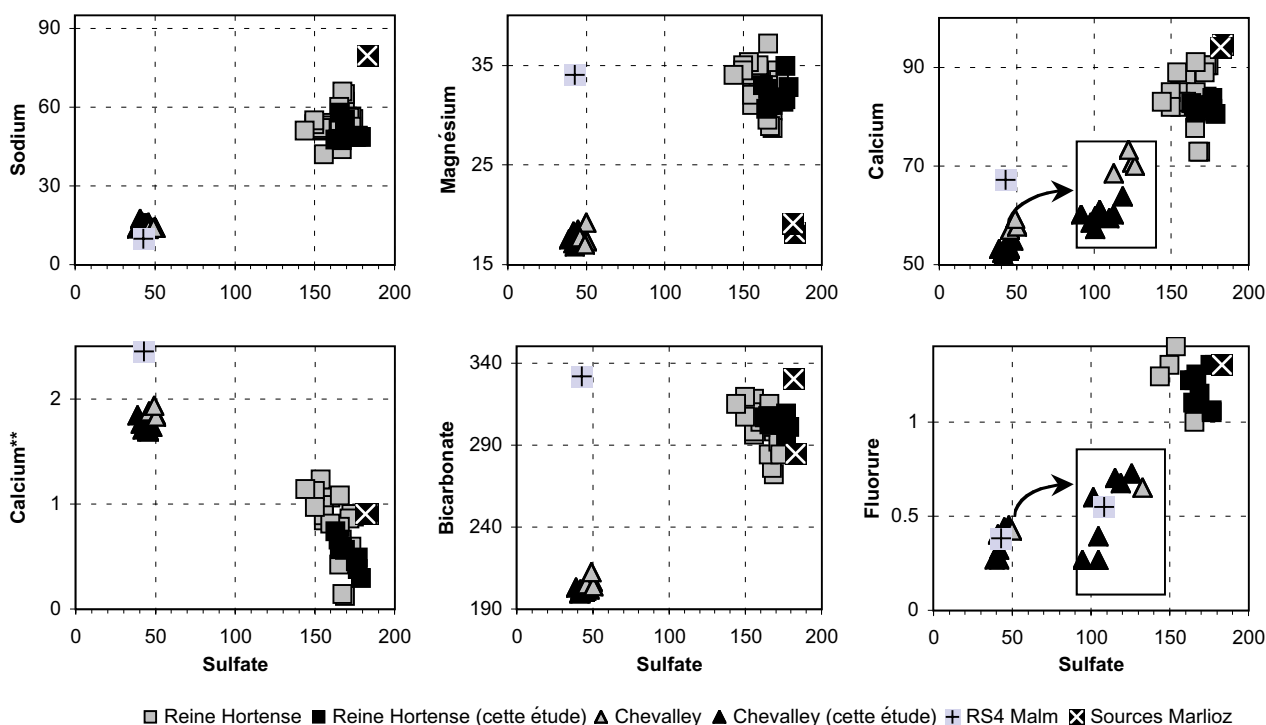 90
60
30
0
Sodium
0 50 100 150 200
35
25
15
Magnésium
0 50 100 150 200
90
70
50
Calcium
0 50 100 150 200
2
1
0
Calcium**
0 50 100 150 200
Sulfate
340
290
240
190
Bicarbonate
0 50 100 150 200
Sulfate
1
0.5
0
Fluorure
0 50 100 150 200
Sulfate
Reine Hortense Reine Hortense (cette étude) Chevalley Chevalley (cette étude) RS4 Malm Sources Marlioz